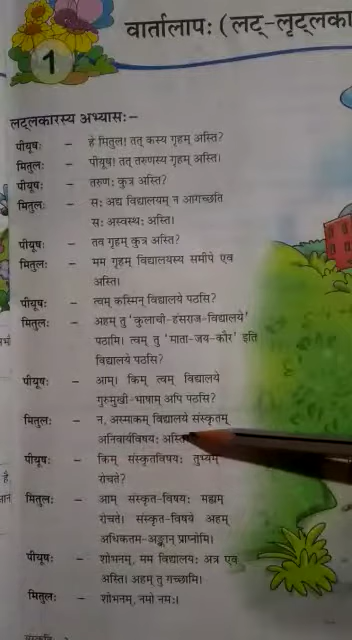 वार्तालापः (लट्-लृट्लका
1
लट्लकारस्य अभ्यासः–
पीयूषः – हे मितुल! तत् कस्य गृहम् अस्ति?
मितुलः – पीयूष! तत् तरुणस्य गृहम् अस्ति।
पीयूषः – तरुणः कुत्र अस्ति?
मितुलः – सः अद्य विद्यालयम् न आगच्छति
सः अस्वस्थः अस्ति।
पीयूषः – तव गृहम् कुत्र अस्ति?
मितुलः – मम गृहम् विद्यालयस्य समीपे एव
अस्ति।
पीयूषः – त्वम् कस्मिन् विद्यालये पठसि?
मितुलः – अहम् तु 'कुलाची-हंसराज-विद्यालये'
पठामि। त्वम् तु 'माता-जय-कौर' इति
विद्यालये पठसि?
पीयूषः – आम्। किम् त्वम् विद्यालये
गुरुमुखी-भाषाम् अपि पठसि?
मितुलः – न, अस्माकम् विद्यालये संस्कृतम्
अनिवार्यविषयः अस्ति
पीयूषः – किम् संस्कृतविषयः तुभ्यम्
रोचते?
मितुलः – आम् संस्कृत-विषयः मह्यम्
रोचते। संस्कृत-विषये अहम्
अधिकतम-अङ्कान् प्राप्नोमि।
पीयूषः – शोभनम्, मम विद्यालयः अत्र एव
अस्ति। अहम् तु गच्छामि।
मितुलः – शोभनम्, नमो नमः।